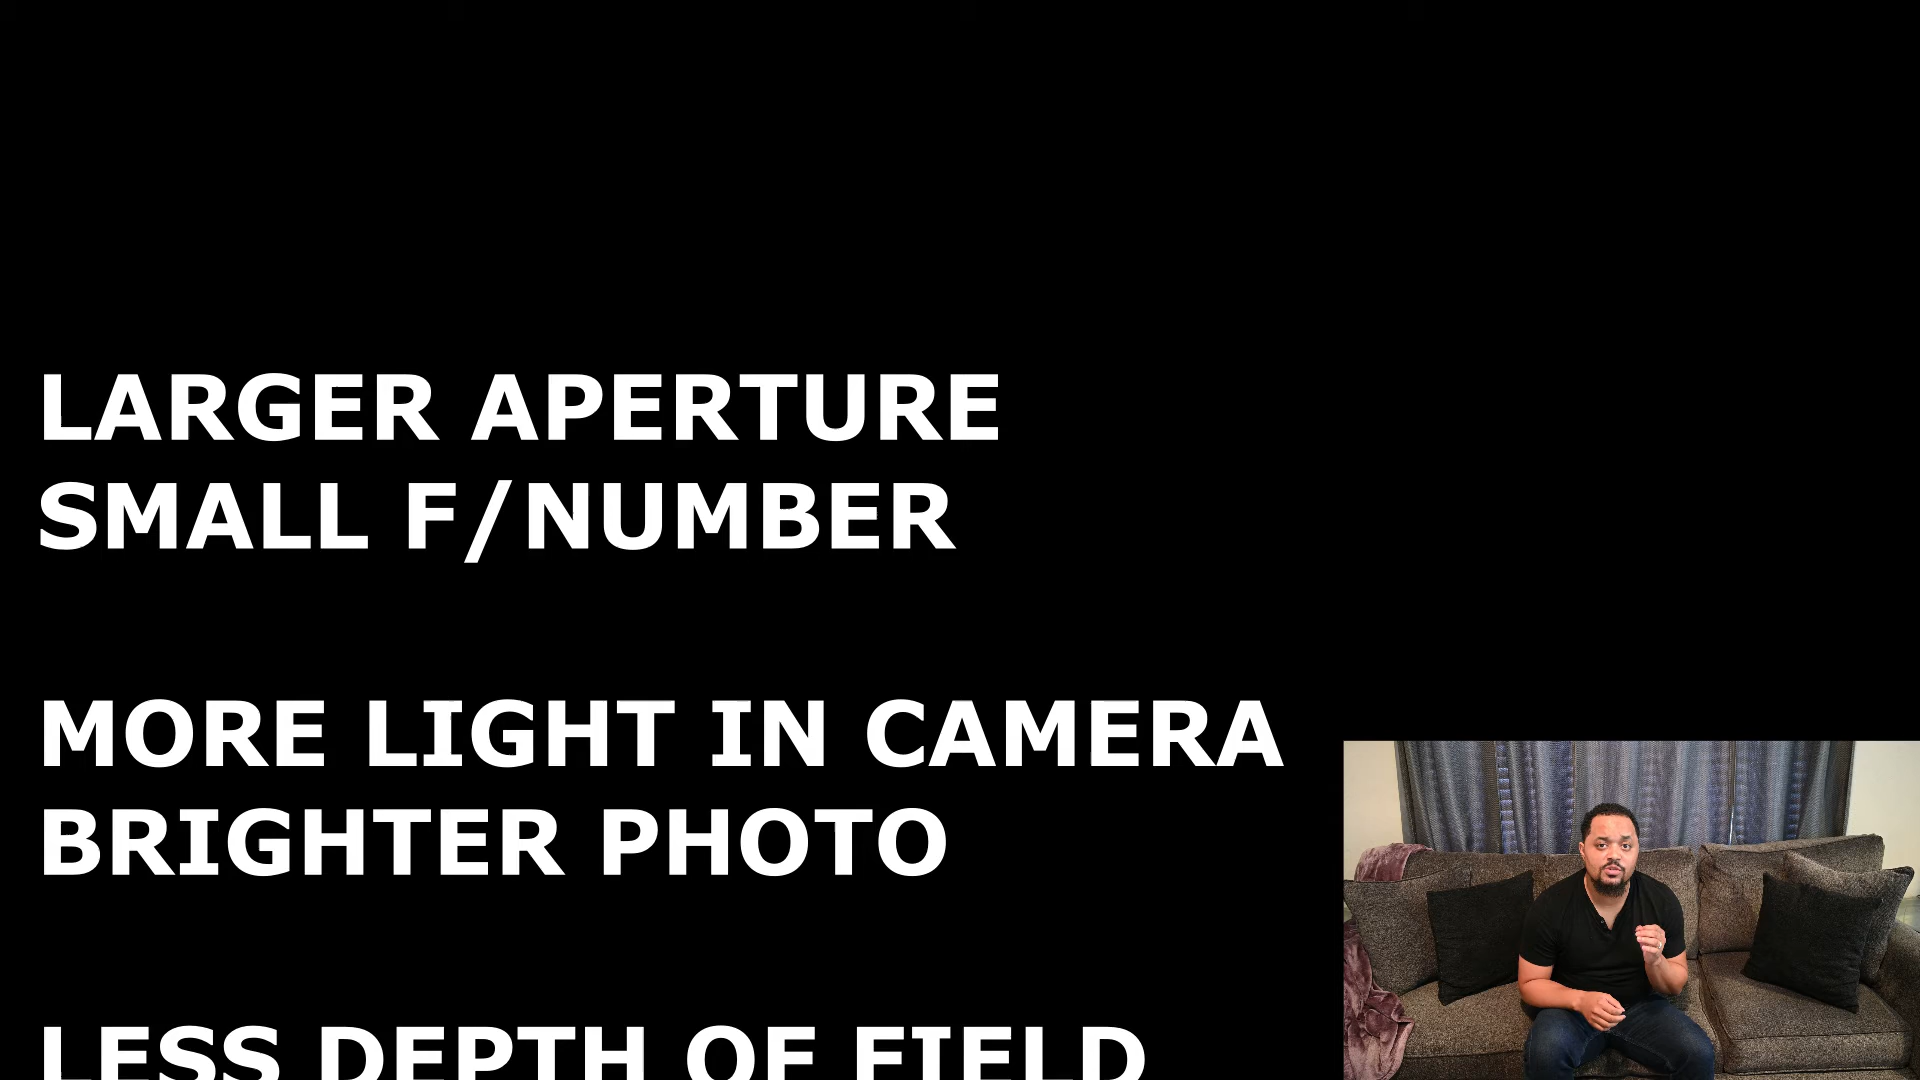 LARGER APERTURE
SMALL F/NUMBER
MORE LIGHT IN CAMERA
BRIGHTER PHOTO
LESS DEPTH OF FIELD